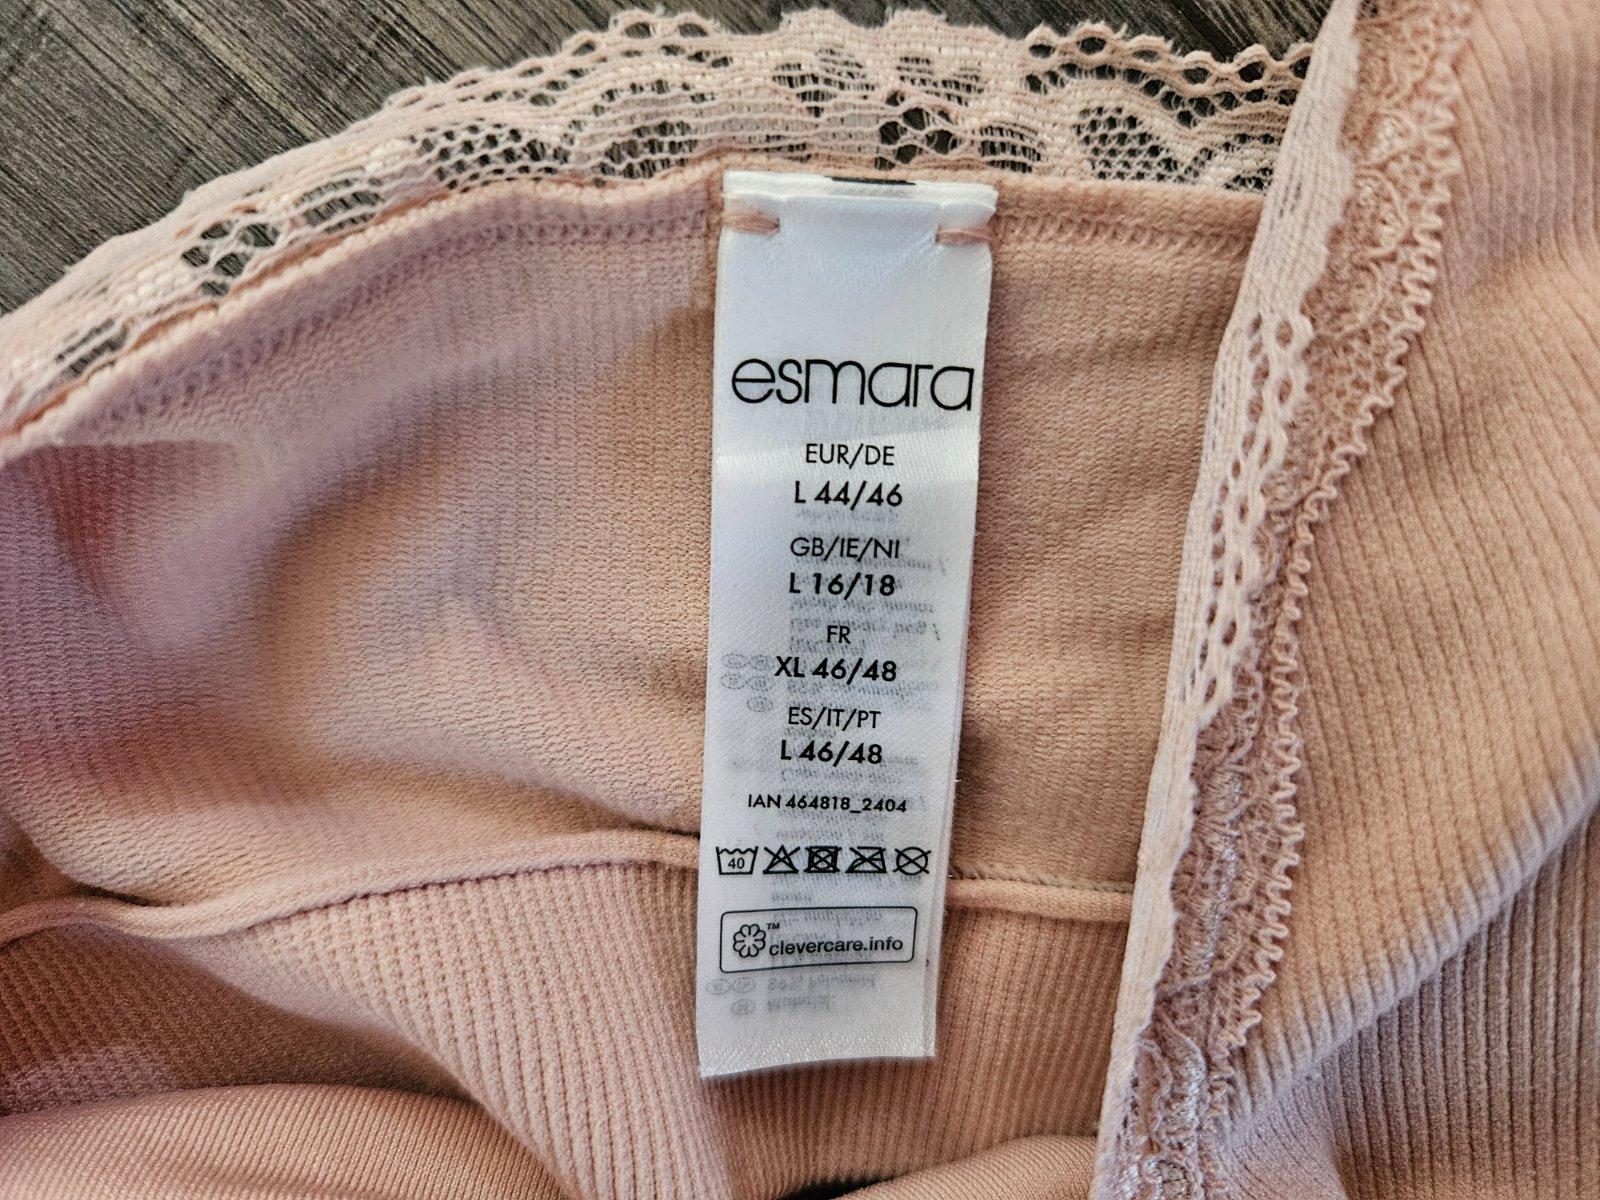 esmara
EUR/DE
L 44/46
GB/IE/NI
L 16/18
FR
XL 46/48
ES/IT/PT
L 46/48
IAN 464818_2404
40
™
clevercare.info